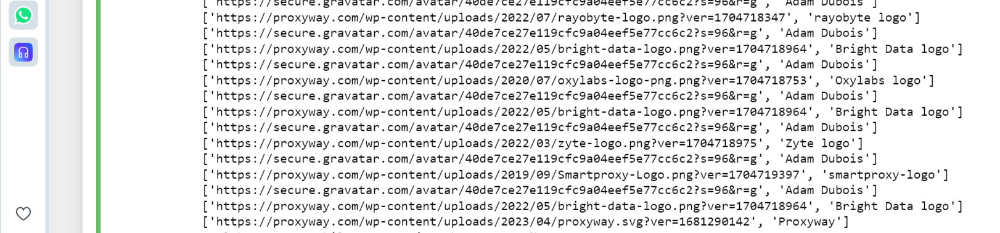 ['https://secure.gravatar.com/avatar/40de7ce27e119cfc9a04eef5e77cc6c2?s=96&r=g', 'Adam Dubois']
['https://proxyway.com/wp-content/uploads/2022/07/rayobyte-logo.png?ver=1704718347', 'rayobyte logo']
['https://secure.gravatar.com/avatar/40de7ce27e119cfc9a04eef5e77cc6c2?s=96&r=g', 'Adam Dubois']
['https://proxyway.com/wp-content/uploads/2022/05/bright-data-logo.png?ver=1704718964', 'Bright Data logo']
['https://secure.gravatar.com/avatar/40de7ce27e119cfc9a04eef5e77cc6c2?s=96&r=g', 'Adam Dubois']
['https://proxyway.com/wp-content/uploads/2020/07/oxylabs-logo-png.png?ver=1704718753', 'Oxylabs logo']
['https://secure.gravatar.com/avatar/40de7ce27e119cfc9a04eef5e77cc6c2?s=96&r=g', 'Adam Dubois']
['https://proxyway.com/wp-content/uploads/2022/05/bright-data-logo.png?ver=1704718964', 'Bright Data logo']
['https://secure.gravatar.com/avatar/40de7ce27e119cfc9a04eef5e77cc6c2?s=96&r=g', 'Adam Dubois']
['https://proxyway.com/wp-content/uploads/2022/03/zyte-logo.png?ver=1704718975', 'Zyte logo']
['https://secure.gravatar.com/avatar/40de7ce27e119cfc9a04eef5e77cc6c2?s=96&r=g', 'Adam Dubois']
['https://proxyway.com/wp-content/uploads/2019/09/Smartproxy-Logo.png?ver=1704719397', 'smartproxy-logo']
['https://secure.gravatar.com/avatar/40de7ce27e119cfc9a04eef5e77cc6c2?s=96&r=g', 'Adam Dubois']
['https://proxyway.com/wp-content/uploads/2022/05/bright-data-logo.png?ver=1704718964', 'Bright Data logo']
['https://proxyway.com/wp-content/uploads/2023/04/proxyway.svg?ver=1681290142', 'Proxyway']